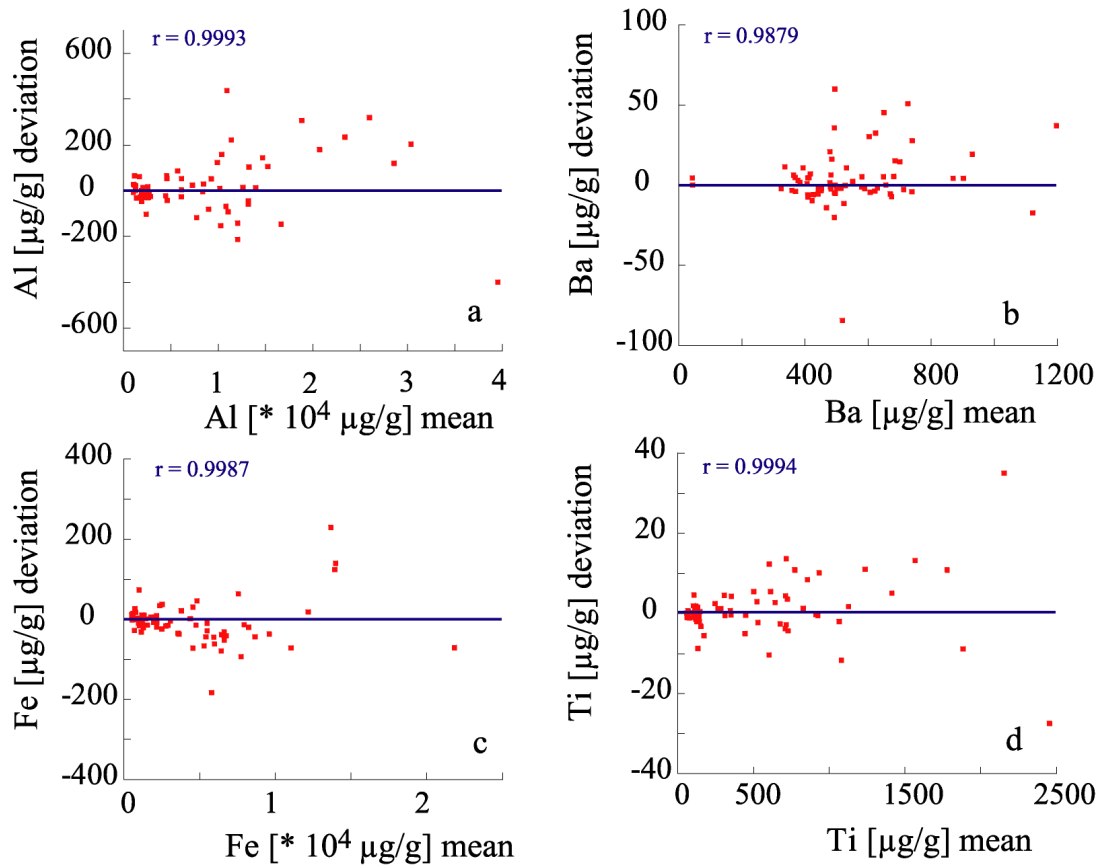 r = 0.9993
600
200
0
-200
-600
Al [µg/g] deviation
a
0 1 2 3 4
Al [* 10⁴ µg/g] mean
r = 0.9879
100
50
0
-50
-100
Ba [µg/g] deviation
b
0 400 800 1200
Ba [µg/g] mean
r = 0.9987
400
200
0
-200
-400
Fe [µg/g] deviation
c
0 1 2
Fe [* 10⁴ µg/g] mean
r = 0.9994
40
20
0
-20
-40
Ti [µg/g] deviation
d
0 500 1500 2500
Ti [µg/g] mean